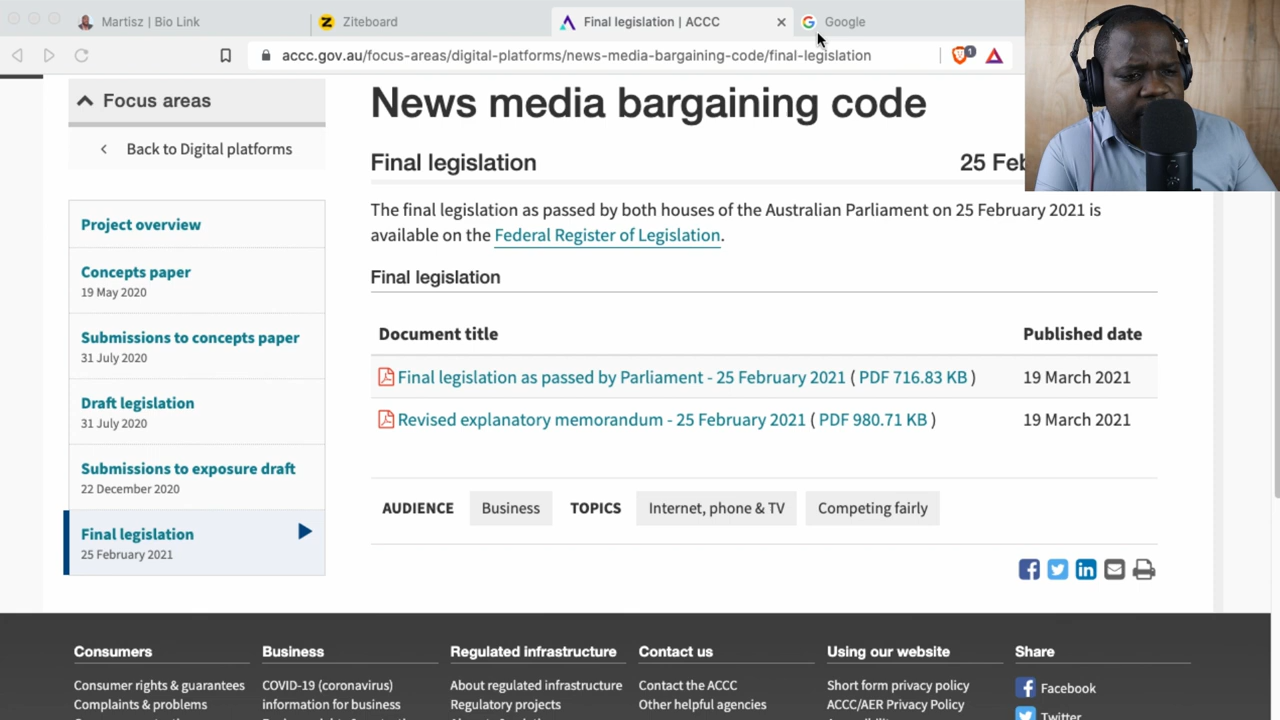 Martisz | Bio Link
Ziteboard
Final legislation | ACCC
Google
accc.gov.au/focus-areas/digital-platforms/news-media-bargaining-code/final-legislation
1
Focus areas
Back to Digital platforms
Project overview
Concepts paper
19 May 2020
Submissions to concepts paper
31 July 2020
Draft legislation
31 July 2020
Submissions to exposure draft
22 December 2020
Final legislation
25 February 2021
News media bargaining code
Final legislation 25
The final legislation as passed by both houses of the Australian Parliament on 25 February 2021 is
available on the Federal Register of Legislation.
Final legislation
Document title Published date
Final legislation as passed by Parliament - 25 February 2021 ( PDF 716.83 KB ) 19 March 2021
Revised explanatory memorandum - 25 February 2021 ( PDF 980.71 KB ) 19 March 2021
AUDIENCE Business TOPICS Internet, phone & TV Competing fairly
Consumers
Consumer rights & guarantees
Complaints & problems
Business
COVID-19 (coronavirus)
information for business
Regulated infrastructure
About regulated infrastructure
Regulatory projects
Contact us
Contact the ACCC
Other helpful agencies
Using our website
Short form privacy policy
ACCC/AER Privacy Policy
Share
Facebook
Twitter